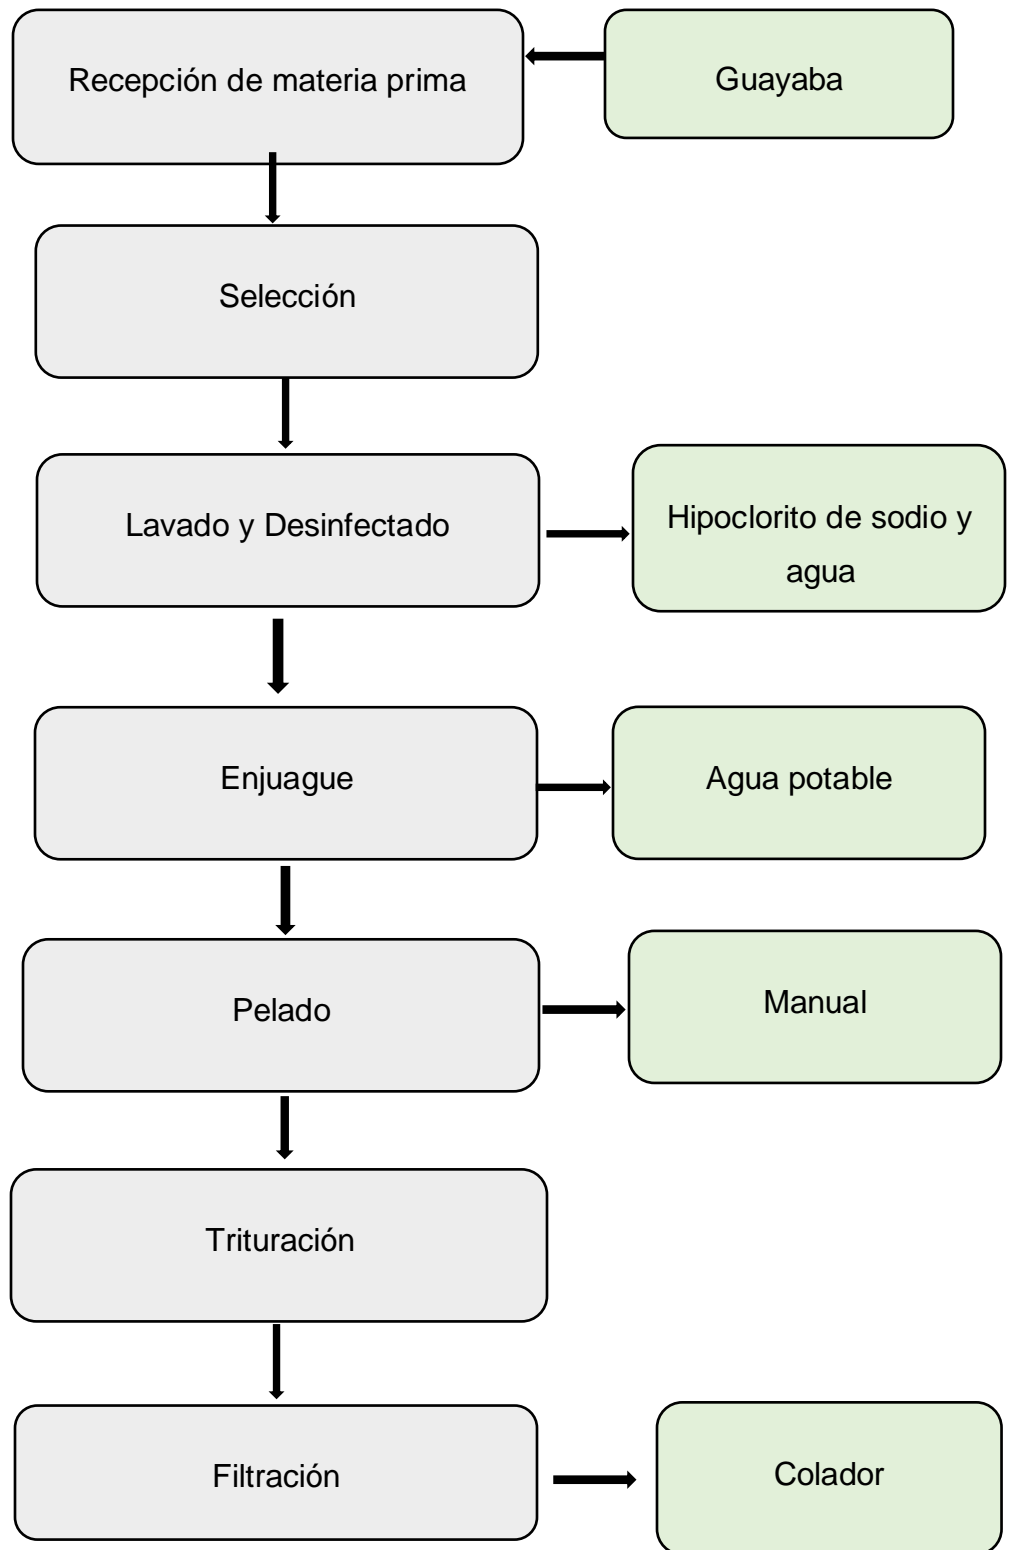 Recepción de materia prima
Guayaba
Selección
Lavado y Desinfectado
Hipoclorito de sodio y
agua
Enjuague
Agua potable
Pelado
Manual
Trituración
Filtración
Colador